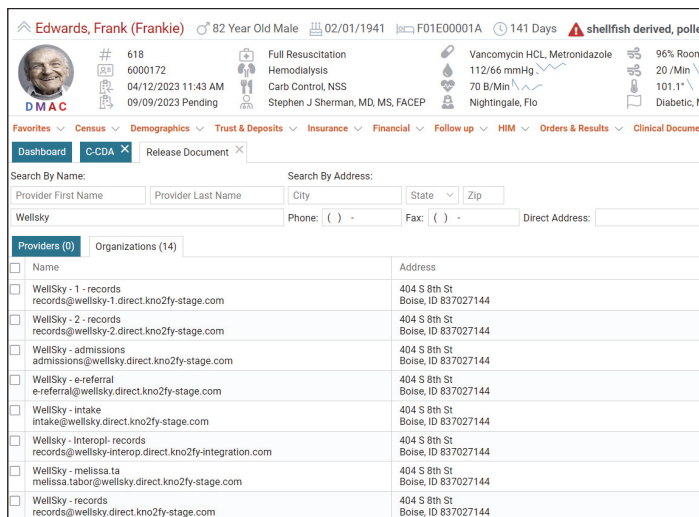 Edwards, Frank (Frankie) 82 Year Old Male 02/01/1941 F01E00001A 141 Days shellfish derived,
618 Full Resuscitation Vancomycin HCL, Metronidazole 96% Room
6000172 Hemodialysis 112/66 mmHg 20 /Min
04/12/2023 11:43 AM Carb Control, NSS 70 B/Min 101.1°
DMAC 09/09/2023 Pending Stephen J Sherman, MD, MS, FACEP Nightingale, Flo Diabetic,
Favorites Census Demographics Trust & Deposits Insurance Financial Follow up HIM Orders & Results Clinical
Dashboard C-CDA X Release Document X
Search By Name: Search By Address:
Provider First Name Provider Last Name City State Zip
Wellsky Phone: ( ) - Fax: ( ) - Direct Address:
Providers (0) Organizations (14)
Name Address
WellSky - 1 - records 404 S 8th St
records@wellsky-1.direct.kno2fy-stage.com Boise, ID 837027144
WellSky - 2 - records 404 S 8th St
records@wellsky-2.direct.kno2fy-stage.com Boise, ID 837027144
WellSky - admissions 404 S 8th St
admissions@wellsky.direct.kno2fy-stage.com Boise, ID 837027144
WellSky - e-referral 404 S 8th St
e-referral@wellsky.direct.kno2fy-stage.com Boise, ID 837027144
WellSky - intake 404 S 8th St
intake@wellsky.direct.kno2fy-stage.com Boise, ID 837027144
Wellsky - Interopl- records 404 S 8th St
records@wellsky-interop.direct.kno2fy-integration.com Boise, ID 837027144
WellSky - melissa.ta 404 S 8th St
melissa.tabor@wellsky.direct.kno2fy-stage.com Boise, ID 837027144
WellSky - records 404 S 8th St
records@wellsky.direct.kno2fy-stage.com Boise, ID 837027144